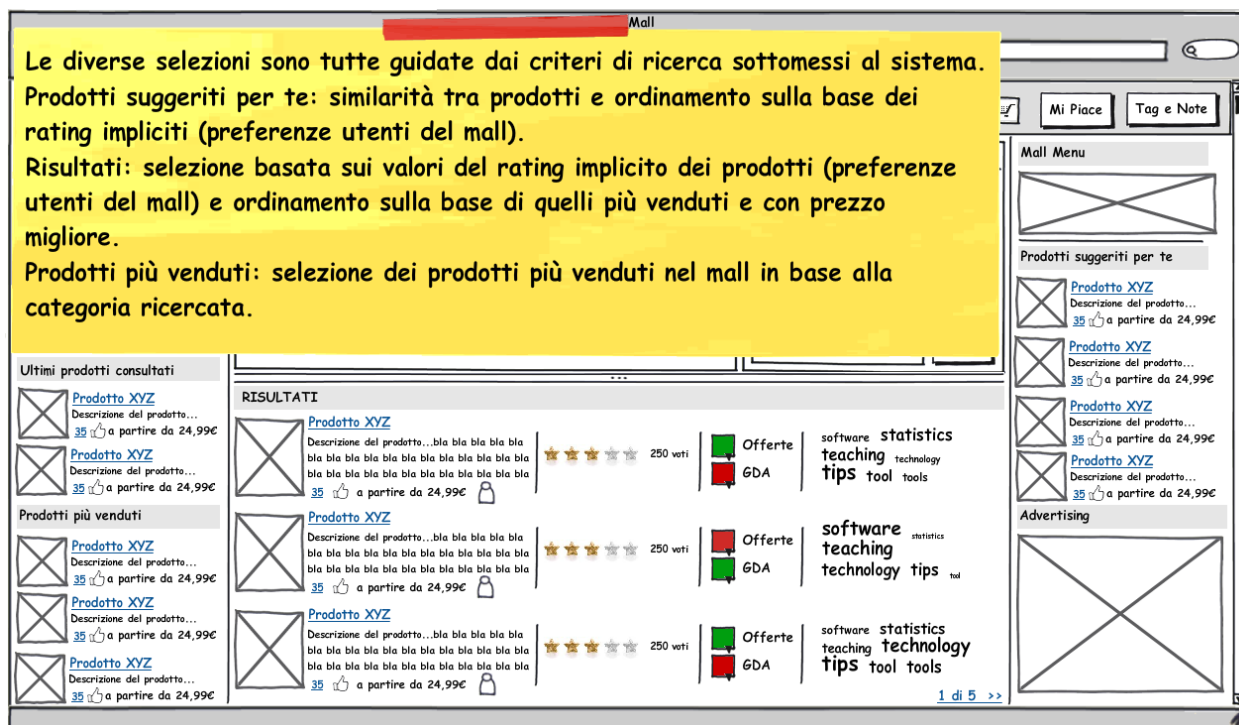 Mall
Le diverse selezioni sono tutte guidate dai criteri di ricerca sottomessi al sistema.
Prodotti suggeriti per te: similarità tra prodotti e ordinamento sulla base dei
rating impliciti (preferenze utenti del mall).
Risultati: selezione basata sui valori del rating implicito dei prodotti (preferenze
utenti del mall) e ordinamento sulla base di quelli più venduti e con prezzo
migliore.
Prodotti più venduti: selezione dei prodotti più venduti nel mall in base alla
categoria ricercata.
Mi Piace
Tag e Note
Ultimi prodotti consultati
Prodotto XYZ
Descrizione del prodotto...
35 a partire da 24,99€
Prodotto XYZ
Descrizione del prodotto...
35 a partire da 24,99€
Prodotti più venduti
Prodotto XYZ
Descrizione del prodotto...
35 a partire da 24,99€
Prodotto XYZ
Descrizione del prodotto...
35 a partire da 24,99€
Prodotto XYZ
Descrizione del prodotto...
35 a partire da 24,99€
...
RISULTATI
Prodotto XYZ
Descrizione del prodotto...bla bla bla bla bla
bla bla bla bla bla bla bla bla bla bla
bla bla bla bla bla bla bla bla bla bla
35 a partire da 24,99€
250 voti
Offerte
GDA
software statistics
teaching technology
tips tool tools
Prodotto XYZ
Descrizione del prodotto...bla bla bla bla bla
bla bla bla bla bla bla bla bla bla bla
bla bla bla bla bla bla bla bla bla bla
35 a partire da 24,99€
250 voti
Offerte
GDA
software statistics
teaching
technology tips tool
Prodotto XYZ
Descrizione del prodotto...bla bla bla bla bla
bla bla bla bla bla bla bla bla bla bla
bla bla bla bla bla bla bla bla bla bla
35 a partire da 24,99€
250 voti
Offerte
GDA
software statistics
teaching technology
tips tool tools
1 di 5 >>
Mall Menu
Prodotti suggeriti per te
Prodotto XYZ
Descrizione del prodotto...
35 a partire da 24,99€
Prodotto XYZ
Descrizione del prodotto...
35 a partire da 24,99€
Prodotto XYZ
Descrizione del prodotto...
35 a partire da 24,99€
Prodotto XYZ
Descrizione del prodotto...
35 a partire da 24,99€
Advertising